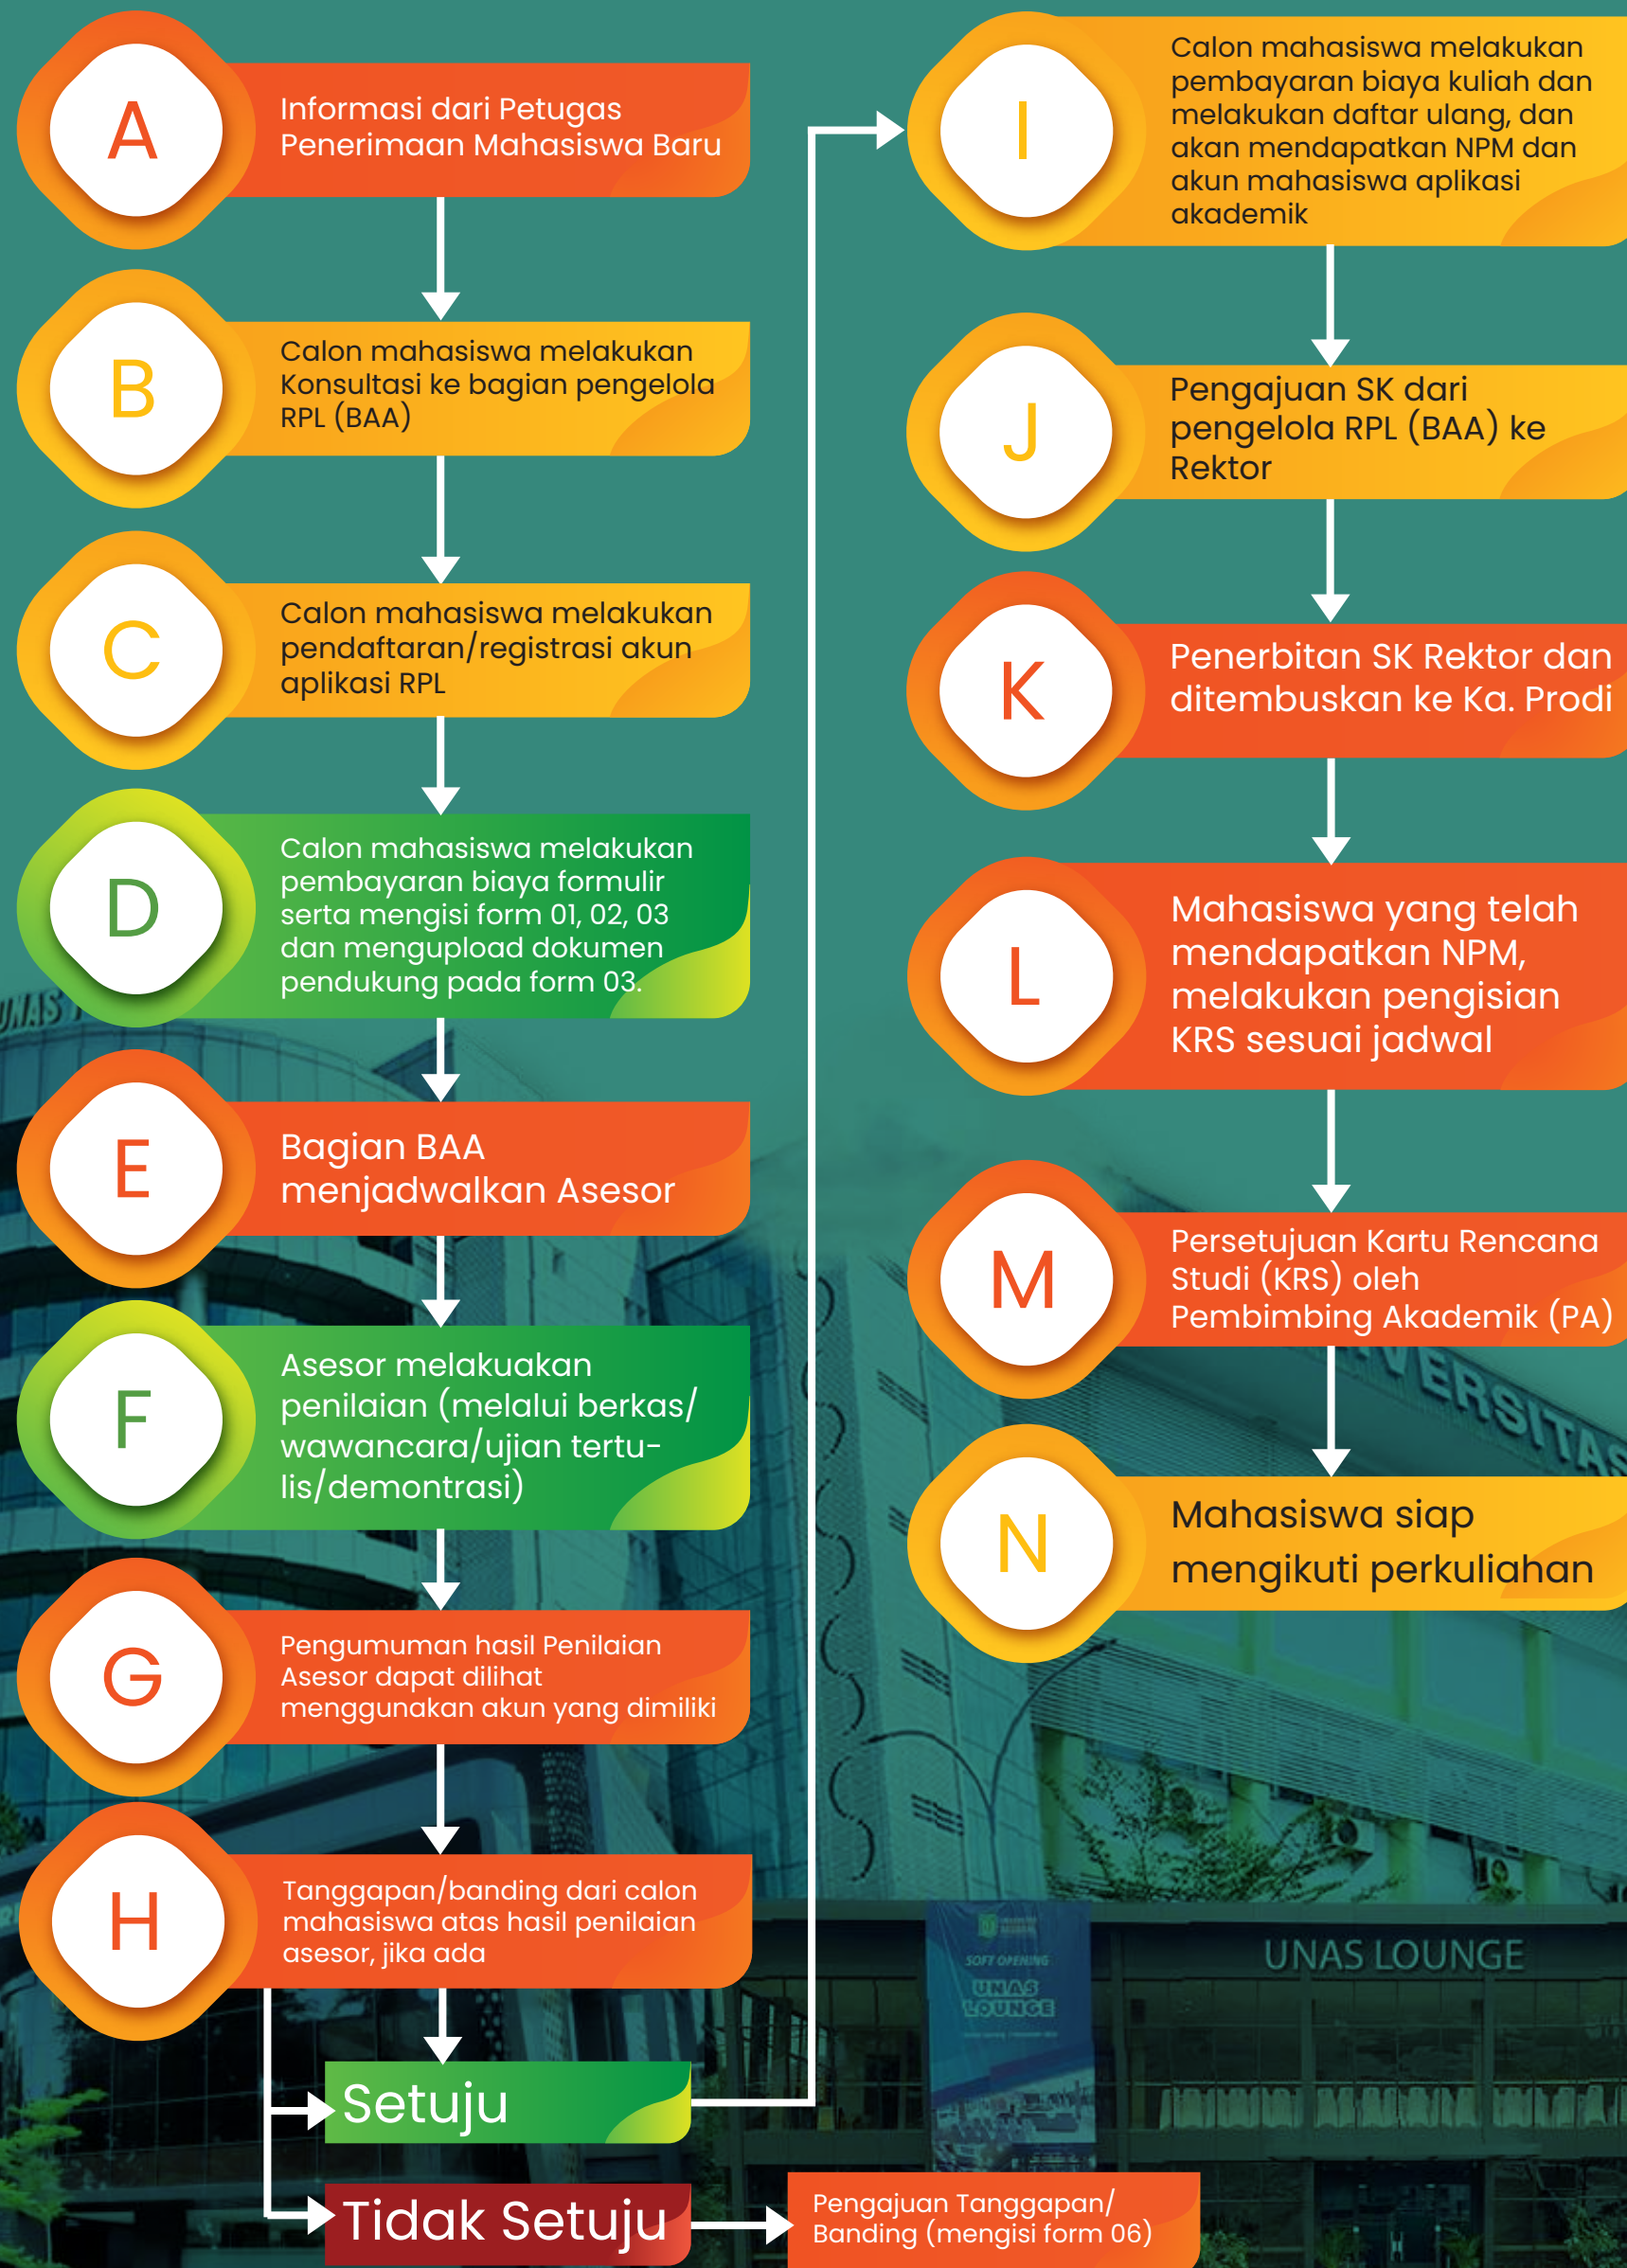 A
Informasi dari Petugas
Penerimaan Mahasiswa Baru
B
Calon mahasiswa melakukan
Konsultasi ke bagian pengelola
RPL (BAA)
C
Calon mahasiswa melakukan
pendaftaran/registrasi akun
aplikasi RPL
D
Calon mahasiswa melakukan
pembayaran biaya formulir
serta mengisi form 01, 02, 03
dan mengupload dokumen
pendukung pada form 03.
UNAS
E
Bagian BAA
menjadwalkan Asesor
F
Asesor melakuakan
penilaian (melalui berkas/
wawancara/ujian tertu-
lis/demontrasi)
G
Pengumuman hasil Penilaian
Asesor dapat dilihat
menggunakan akun yang dimiliki
H
Tanggapan/banding dari calon
mahasiswa atas hasil penilaian
asesor, jika ada
Setuju
Tidak Setuju
Pengajuan Tanggapan/
Banding (mengisi form 06)
I
Calon mahasiswa melakukan
pembayaran biaya kuliah dan
melakukan daftar ulang, dan
akan mendapatkan NPM dan
akun mahasiswa aplikasi
akademik
J
Pengajuan SK dari
pengelola RPL (BAA) ke
Rektor
K
Penerbitan SK Rektor dan
ditembuskan ke Ka. Prodi
L
Mahasiswa yang telah
mendapatkan NPM,
melakukan pengisian
KRS sesuai jadwal
M
Persetujuan Kartu Rencana
Studi (KRS) oleh
Pembimbing Akademik (PA)
VERSITAS
N
Mahasiswa siap
mengikuti perkuliahan
SOFT OPENING
UNAS
LOUNGE
UNAS LOUNGE